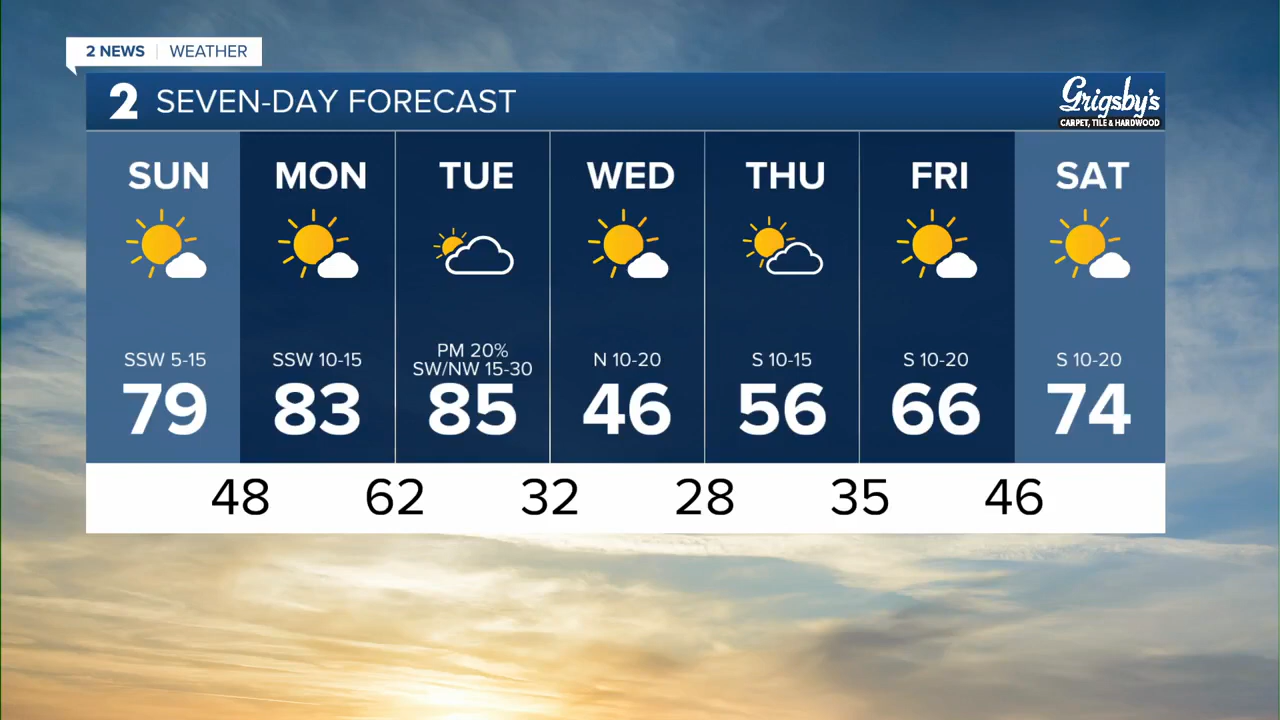 2 NEWS | WEATHER
2 SEVEN-DAY FORECAST
Grigsby's
CARPET, TILE & HARDWOOD
SUN MON TUE WED THU FRI SAT
PM 20%
SSW 5-15 SSW 10-15 SW/NW 15-30 N 10-20 S 10-15 S 10-20 S 10-20
79 83 85 46 56 66 74
48 62 32 28 35 46